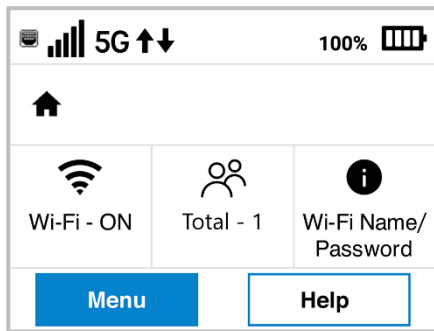 5G 100%
Wi-Fi - ON
Total - 1
Wi-Fi Name/
Password
Menu Help